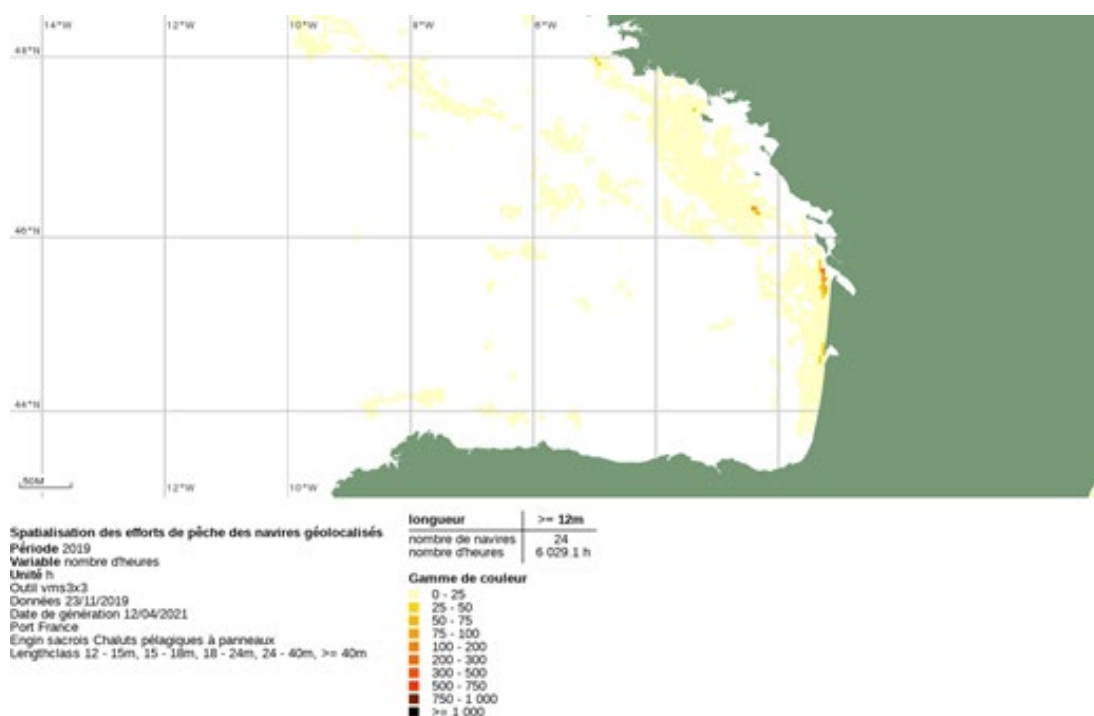 14°W 12°W 10°W 8°W 6°W
48°N
46°N
44°N
50M
12°W 10°W
Spatialisation des efforts de pêche des navires géolocalisés
Période 2019
Variable nombre d'heures
Unité h
Outil vms3x3
Données 23/11/2019
Date de génération 12/04/2021
Port France
Engin sacrois Chaluts pélagiques à panneaux
Lengthclass 12 - 15m, 15 - 18m, 18 - 24m, 24 - 40m, >= 40m
longueur >= 12m
nombre de navires 24
nombre d'heures 6 029.1 h
Gamme de couleur
0 - 25
25 - 50
50 - 75
75 - 100
100 - 200
200 - 300
300 - 500
500 - 750
750 - 1 000
>= 1 000